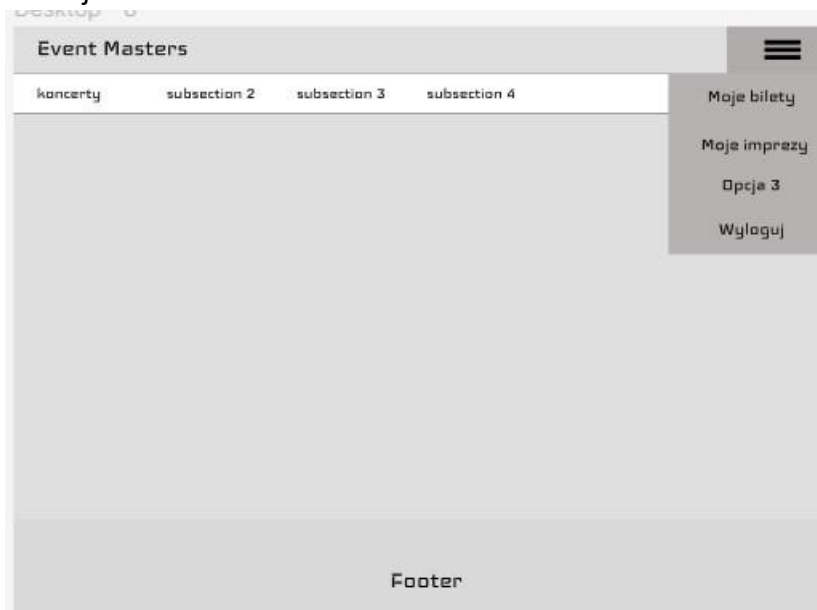 Event Masters
koncerty subsection 2 subsection 3 subsection 4
Moje bilety
Moje imprezy
Opcja 3
Wyloguj
Footer